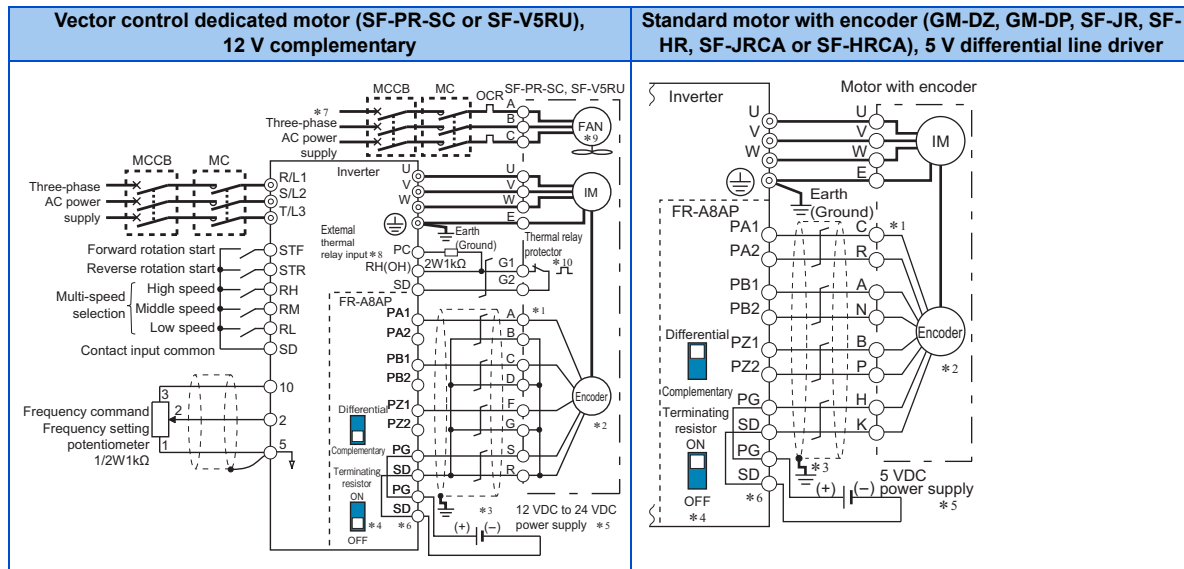 Vector control dedicated motor (SF-PR-SC or SF-V5RU),
12 V complementary
MCCB MC OCR SF-PR-SC, SF-V5RU
*7
Three-phase
AC power
supply
A
B
C
FAN
*9
MCCB MC
Three-phase
AC power
supply
R/L1
S/L2
T/L3
Inverter
U
V
W
U
V
W
E
IM
Earth
(Ground)
External
thermal
relay input *8
PC
RH(OH)
SD
2W1kΩ
G1
G2
Thermal relay
protector
*10
Forward rotation start
Reverse rotation start
Multi-speed
selection
High speed
Middle speed
Low speed
Contact input common
STF
STR
RH
RM
RL
SD
FR-A8AP
PA1
PA2
PB1
PB2
PZ1
PZ2
PG
SD
PG
SD
A
B
C
D
F
G
S
R
*1
Encoder
*2
Differential
Complementary
Terminating
resistor
ON
OFF
*4
*6
*3
(+) (−)
12 VDC to 24 VDC
power supply *5
Frequency command
Frequency setting
potentiometer
1/2W1kΩ
3
2
1
10
2
5
Standard motor with encoder (GM-DZ, GM-DP, SF-JR, SF-
HR, SF-JRCA or SF-HRCA), 5 V differential line driver
Inverter
Motor with encoder
U
V
W
U
V
W
E
IM
Earth
(Ground)
FR-A8AP
PA1
PA2
PB1
PB2
PZ1
PZ2
PG
SD
PG
SD
C
R
A
N
B
P
H
K
*1
Encoder
*2
Differential
Complementary
Terminating
resistor
ON
OFF
*4
*6
*3
(+) (−)
5 VDC
power supply
*5